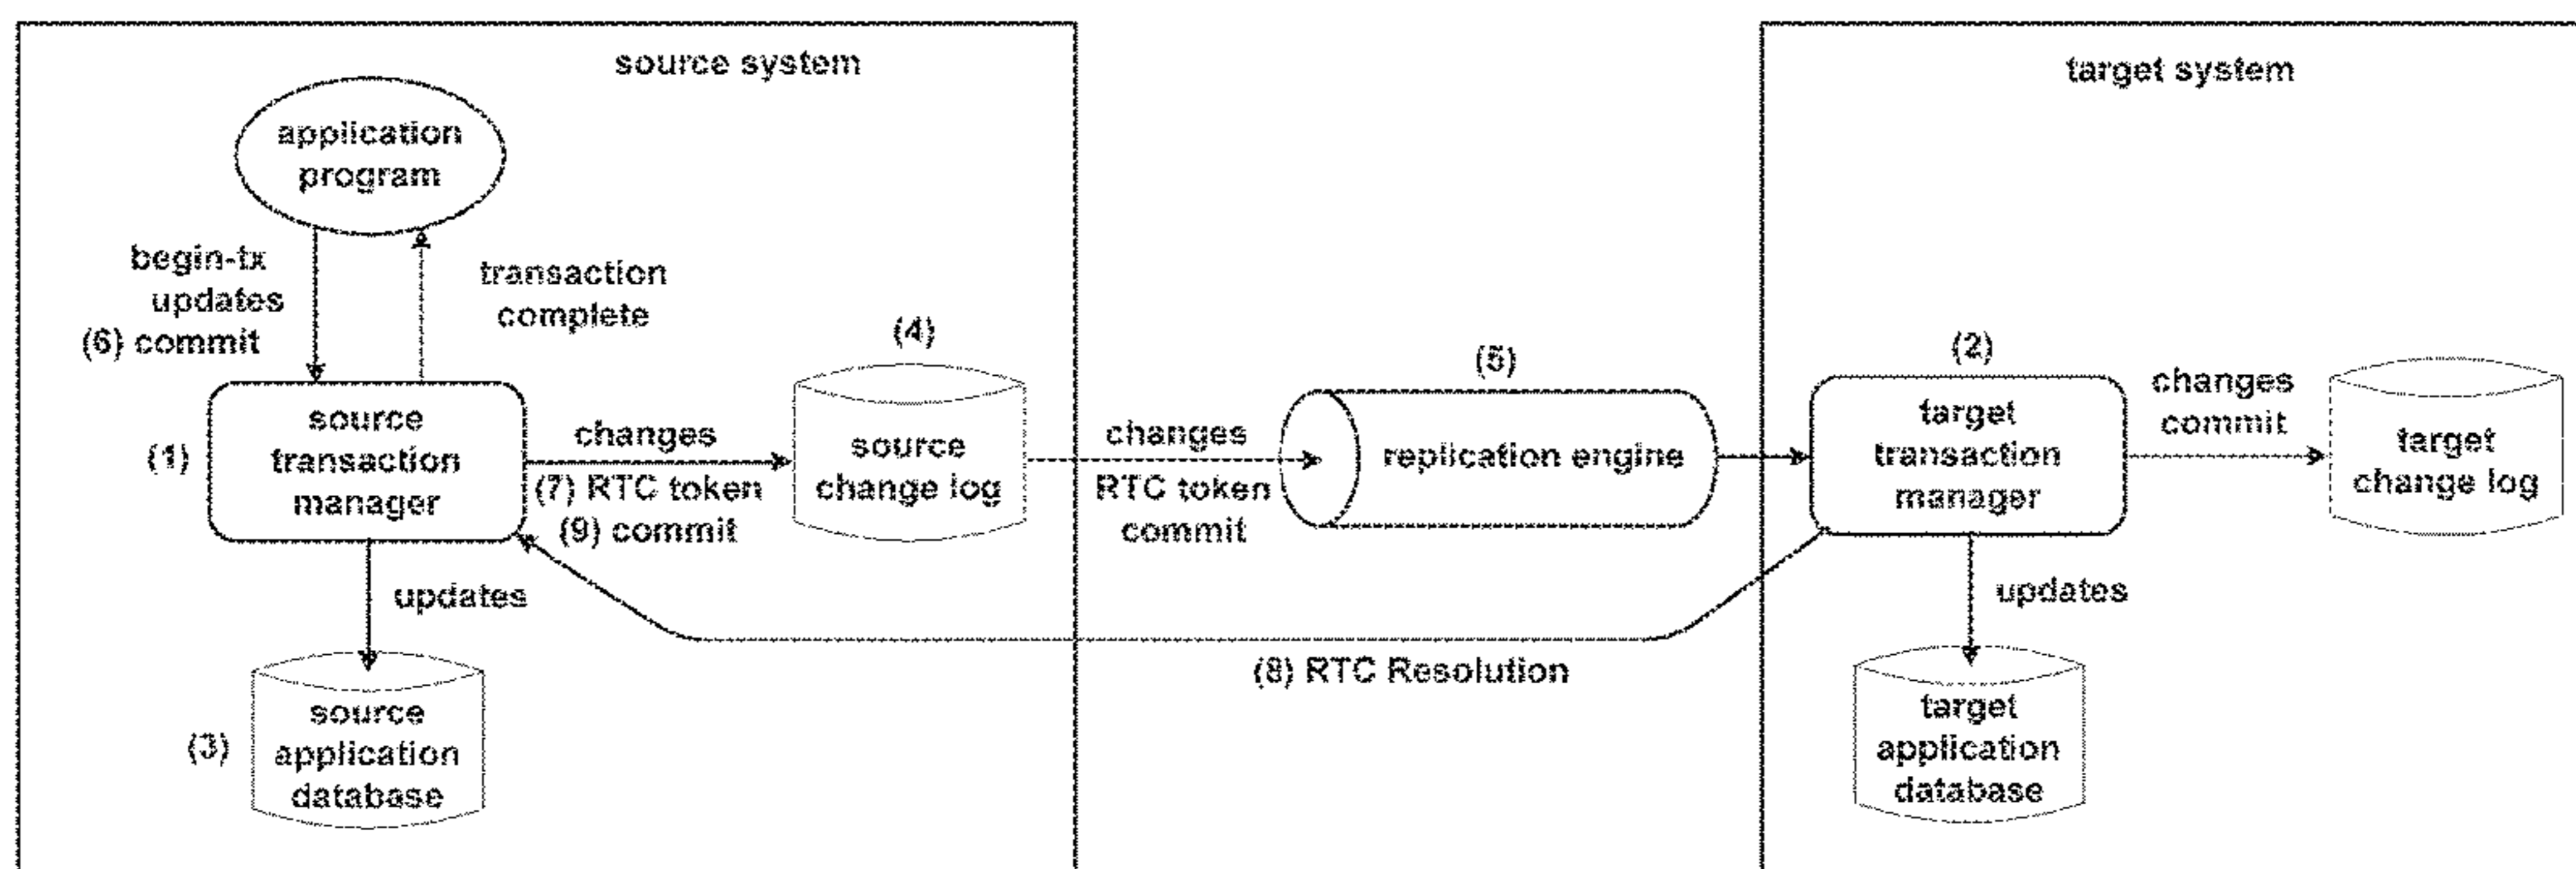 source system
application
program
begin-tx
updates
(6) commit
transaction
complete
(1)
source
transaction
manager
changes
(7) RTC token
(9) commit
(4)
source
change log
updates
(3)
source
application
database
changes
RTC token
commit
(5)
replication engine
(8) RTC Resolution
target system
(2)
target
transaction
manager
changes
commit
target
change log
updates
target
application
database